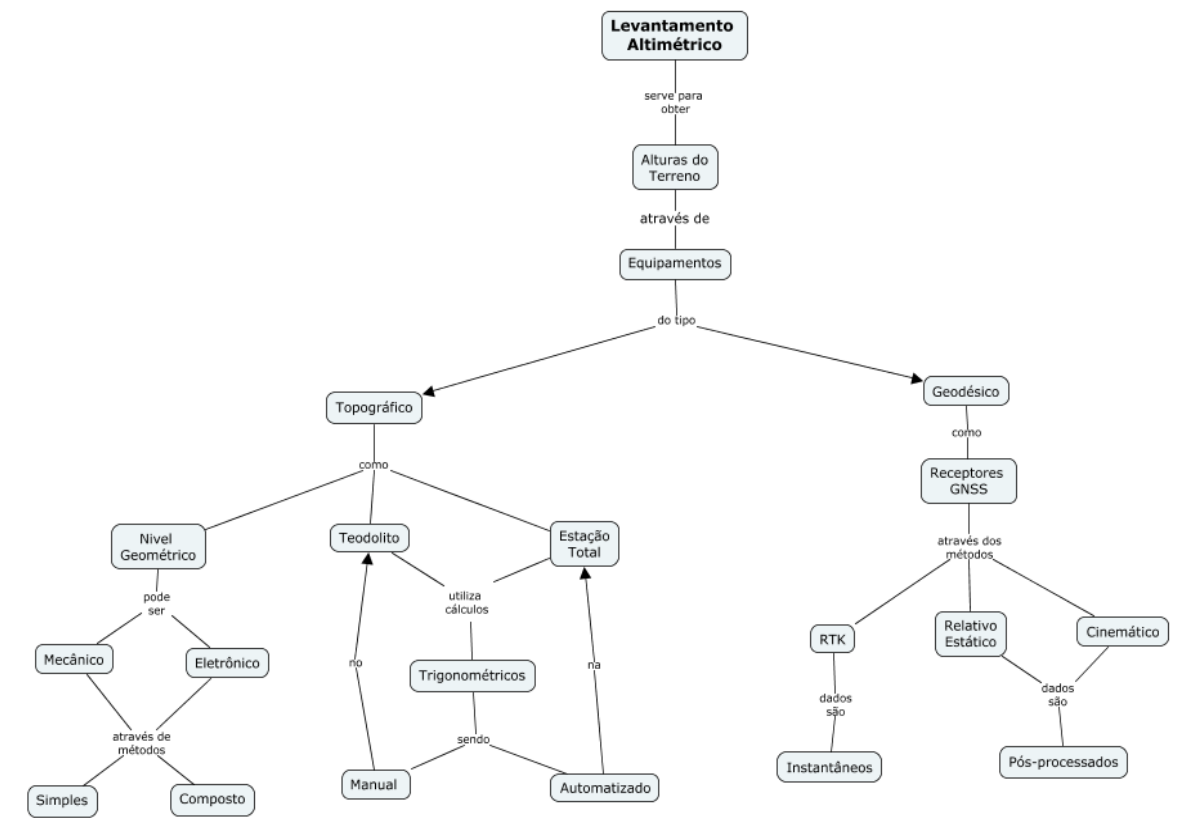 Levantamento
Altimétrico
serve para
obter
Alturas do
Terreno
através de
Equipamentos
do tipo
Topográfico
Geodésico
como
como
Receptores
GNSS
Nivel
Geométrico
Teodolito
Estação
Total
através dos
métodos
pode
ser
utiliza
cálculos
RTK
Relativo
Estático
Cinemático
Mecânico
Eletrônico
no
Trigonométricos
na
dados
são
dados
são
através de
métodos
sendo
Instantâneos
Pós-processados
Simples
Composto
Manual
Automatizado